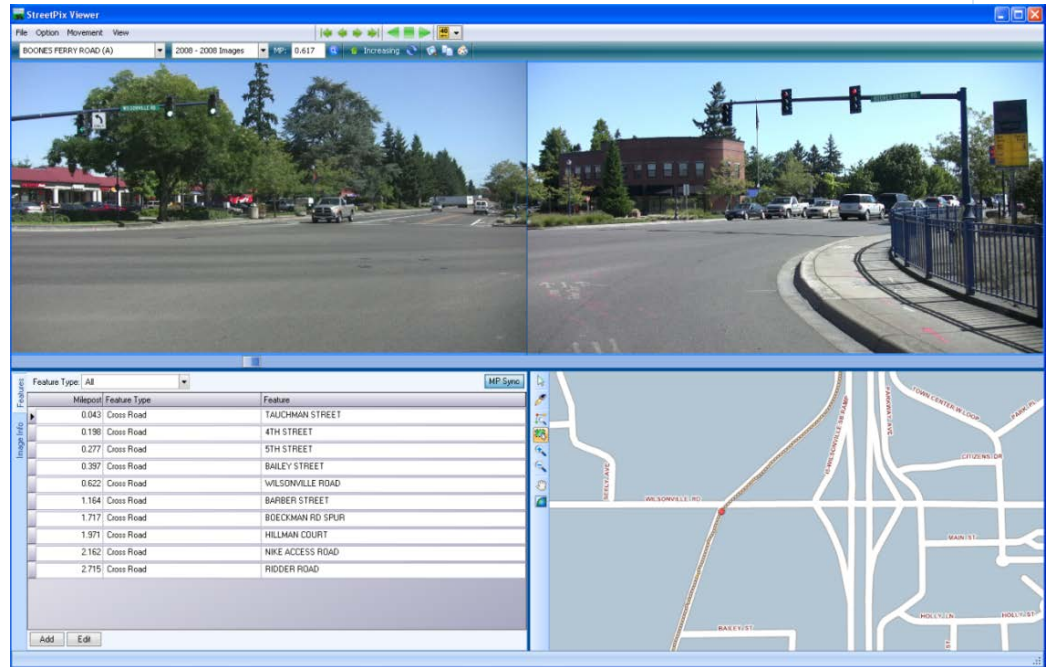 StreetPix Viewer
File Option Movement View
40
BOONES FERRY ROAD (A) 2008 - 2008 Images MP: 0.617 Increasing
WILSONVILLE RD
Features
Image Info
Feature Type: All MP Sync
Milepost Feature Type Feature
0.043 Cross Road TAUCHMAN STREET
0.198 Cross Road 4TH STREET
0.277 Cross Road 5TH STREET
0.397 Cross Road BAILEY STREET
0.622 Cross Road WILSONVILLE ROAD
1.164 Cross Road BARBER STREET
1.717 Cross Road BOECKMAN RD SPUR
1.971 Cross Road HILLMAN COURT
2.162 Cross Road NIKE ACCESS ROAD
2.715 Cross Road RIDDER ROAD
Add Edit
TOWN CENTER W LOOP
PARKWAY AVE
CITIZENS DR
WILSONVILLE RD
MAIN ST
HOLLY LN
HOLLY ST
BAILEY ST